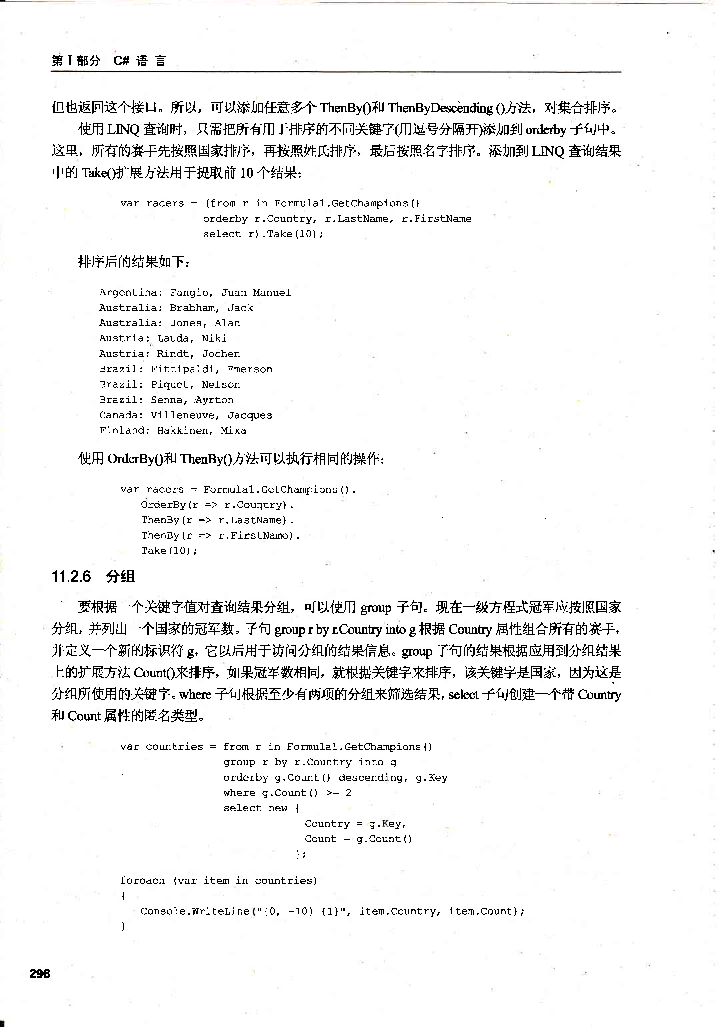 第Ⅰ部分 C# 语 言
但也返回这个接口。所以，可以添加任意多个 ThenBy()和 ThenByDescending ()方法，对集合排序。
使用 LINQ 查询时，只需把所有用于排序的不同关键字(用逗号分隔开)添加到 orderby 子句中。
这里，所有的赛手先按照国家排序，再按照姓氏排序，最后按照名字排序。添加到 LINQ 查询结果
中的 Take()扩展方法用于提取前 10 个结果：
var racers = (from r in Formula1.GetChampions()
orderby r.Country, r.LastName, r.FirstName
select r).Take(10);
排序后的结果如下：
Argentina: Fangio, Juan Manuel
Australia: Brabham, Jack
Australia: Jones, Alan
Austria: Lauda, Niki
Austria: Rindt, Jochen
Brazil: Fittipaldi, Emerson
Brazil: Piquet, Nelson
Brazil: Senna, Ayrton
Canada: Villeneuve, Jacques
Finland: Hakkinen, Mika
使用 OrderBy()和 ThenBy()方法可以执行相同的操作：
var racers = Formula1.GetChampions().
OrderBy(r => r.Country).
ThenBy(r => r.LastName).
ThenBy(r => r.FirstName).
Take(10);
11.2.6 分组
要根据一个关键字值对查询结果分组，可以使用 group 子句。现在一级方程式冠军应按照国家
分组，并列出一个国家的冠军数。子句 group r by r.Country into g 根据 Country 属性组合所有的赛手，
并定义一个新的标识符 g，它以后用于访问分组的结果信息。group 子句的结果根据应用到分组结果
上的扩展方法 Count()来排序，如果冠军数相同，就根据关键字来排序，该关键字是国家，因为这是
分组所使用的关键字。where 子句根据至少有两项的分组来筛选结果，select 子句创建一个带 Country
和 Count 属性的匿名类型。
var countries = from r in Formula1.GetChampions()
group r by r.Country into g
orderby g.Count() descending, g.Key
where g.Count() >= 2
select new {
Country = g.Key,
Count = g.Count()
};
foreach (var item in countries)
{
Console.WriteLine("{0, -10} {1}", item.Country, item.Count);
}
296